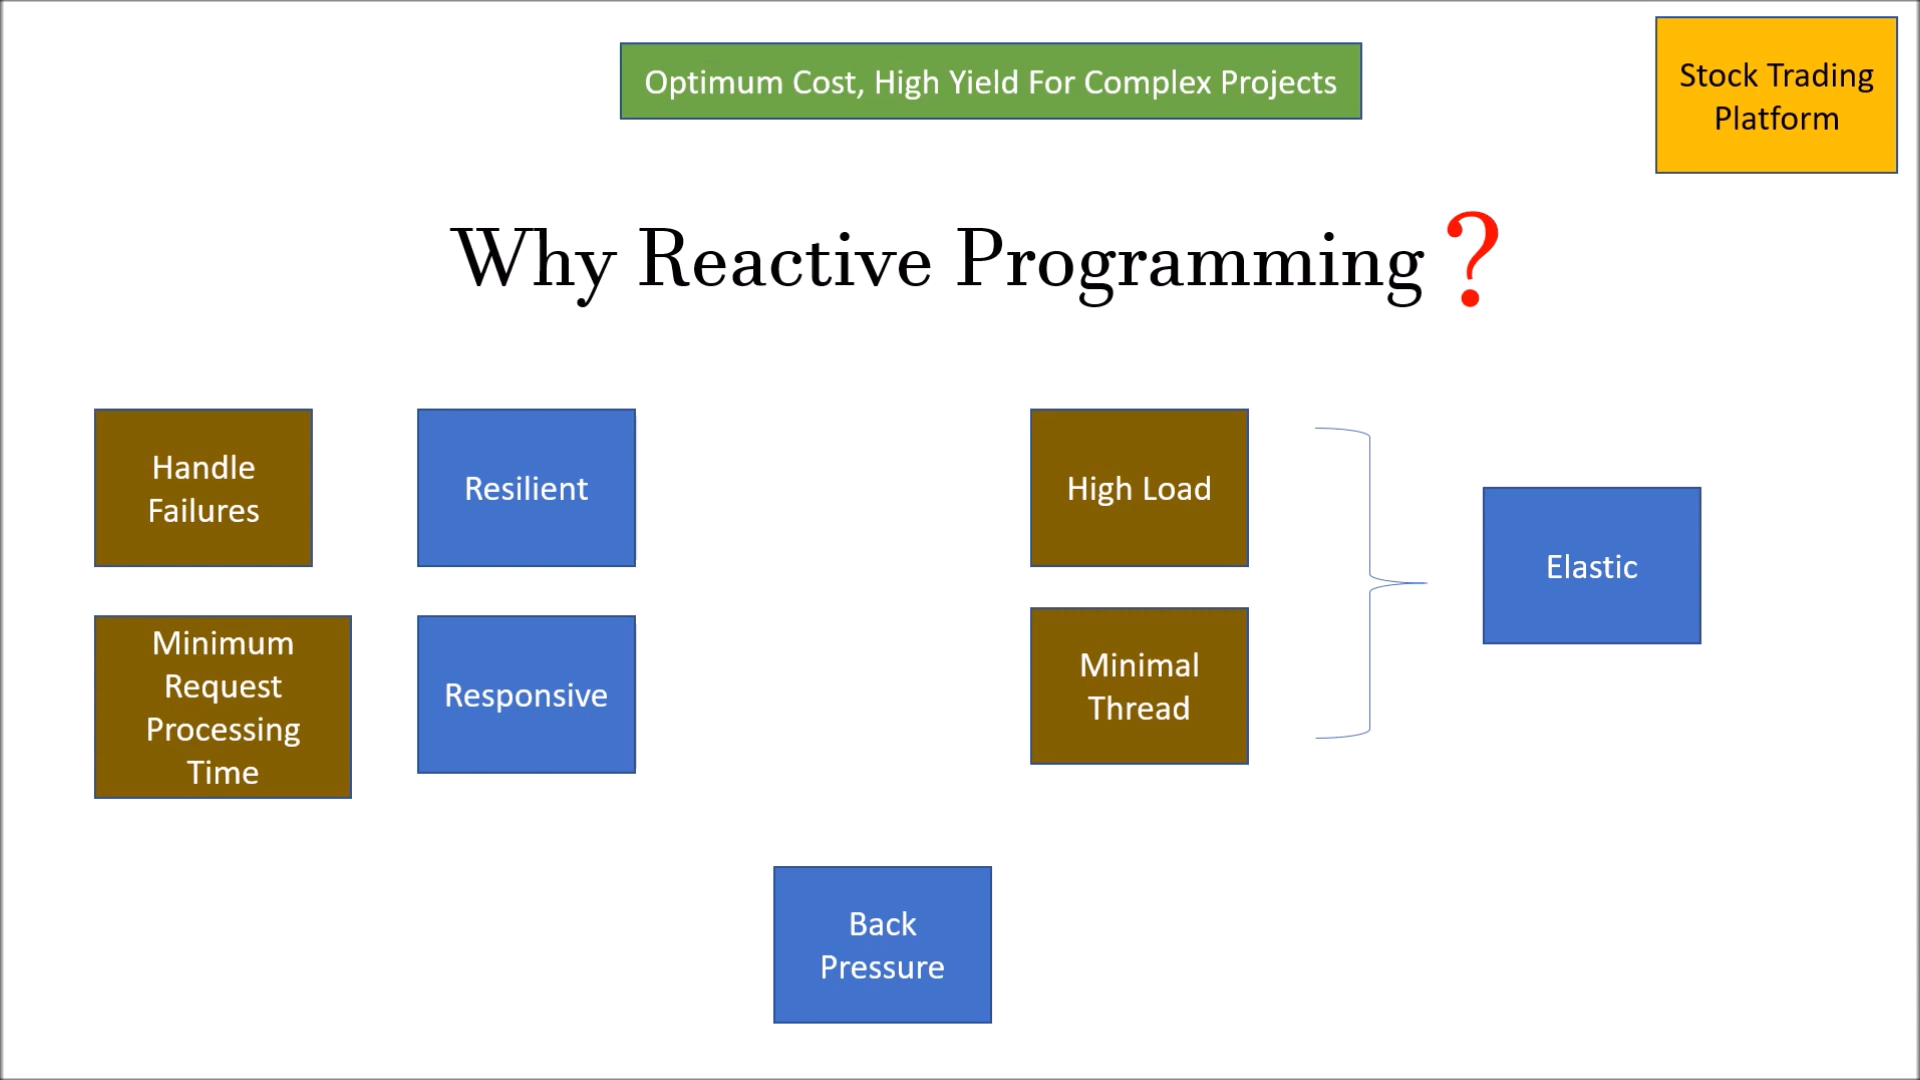 Optimum Cost, High Yield For Complex Projects
Stock Trading
Platform
Why Reactive Programming?
Handle
Failures
Resilient
High Load
Elastic
Minimum
Request
Processing
Time
Responsive
Minimal
Thread
Back
Pressure